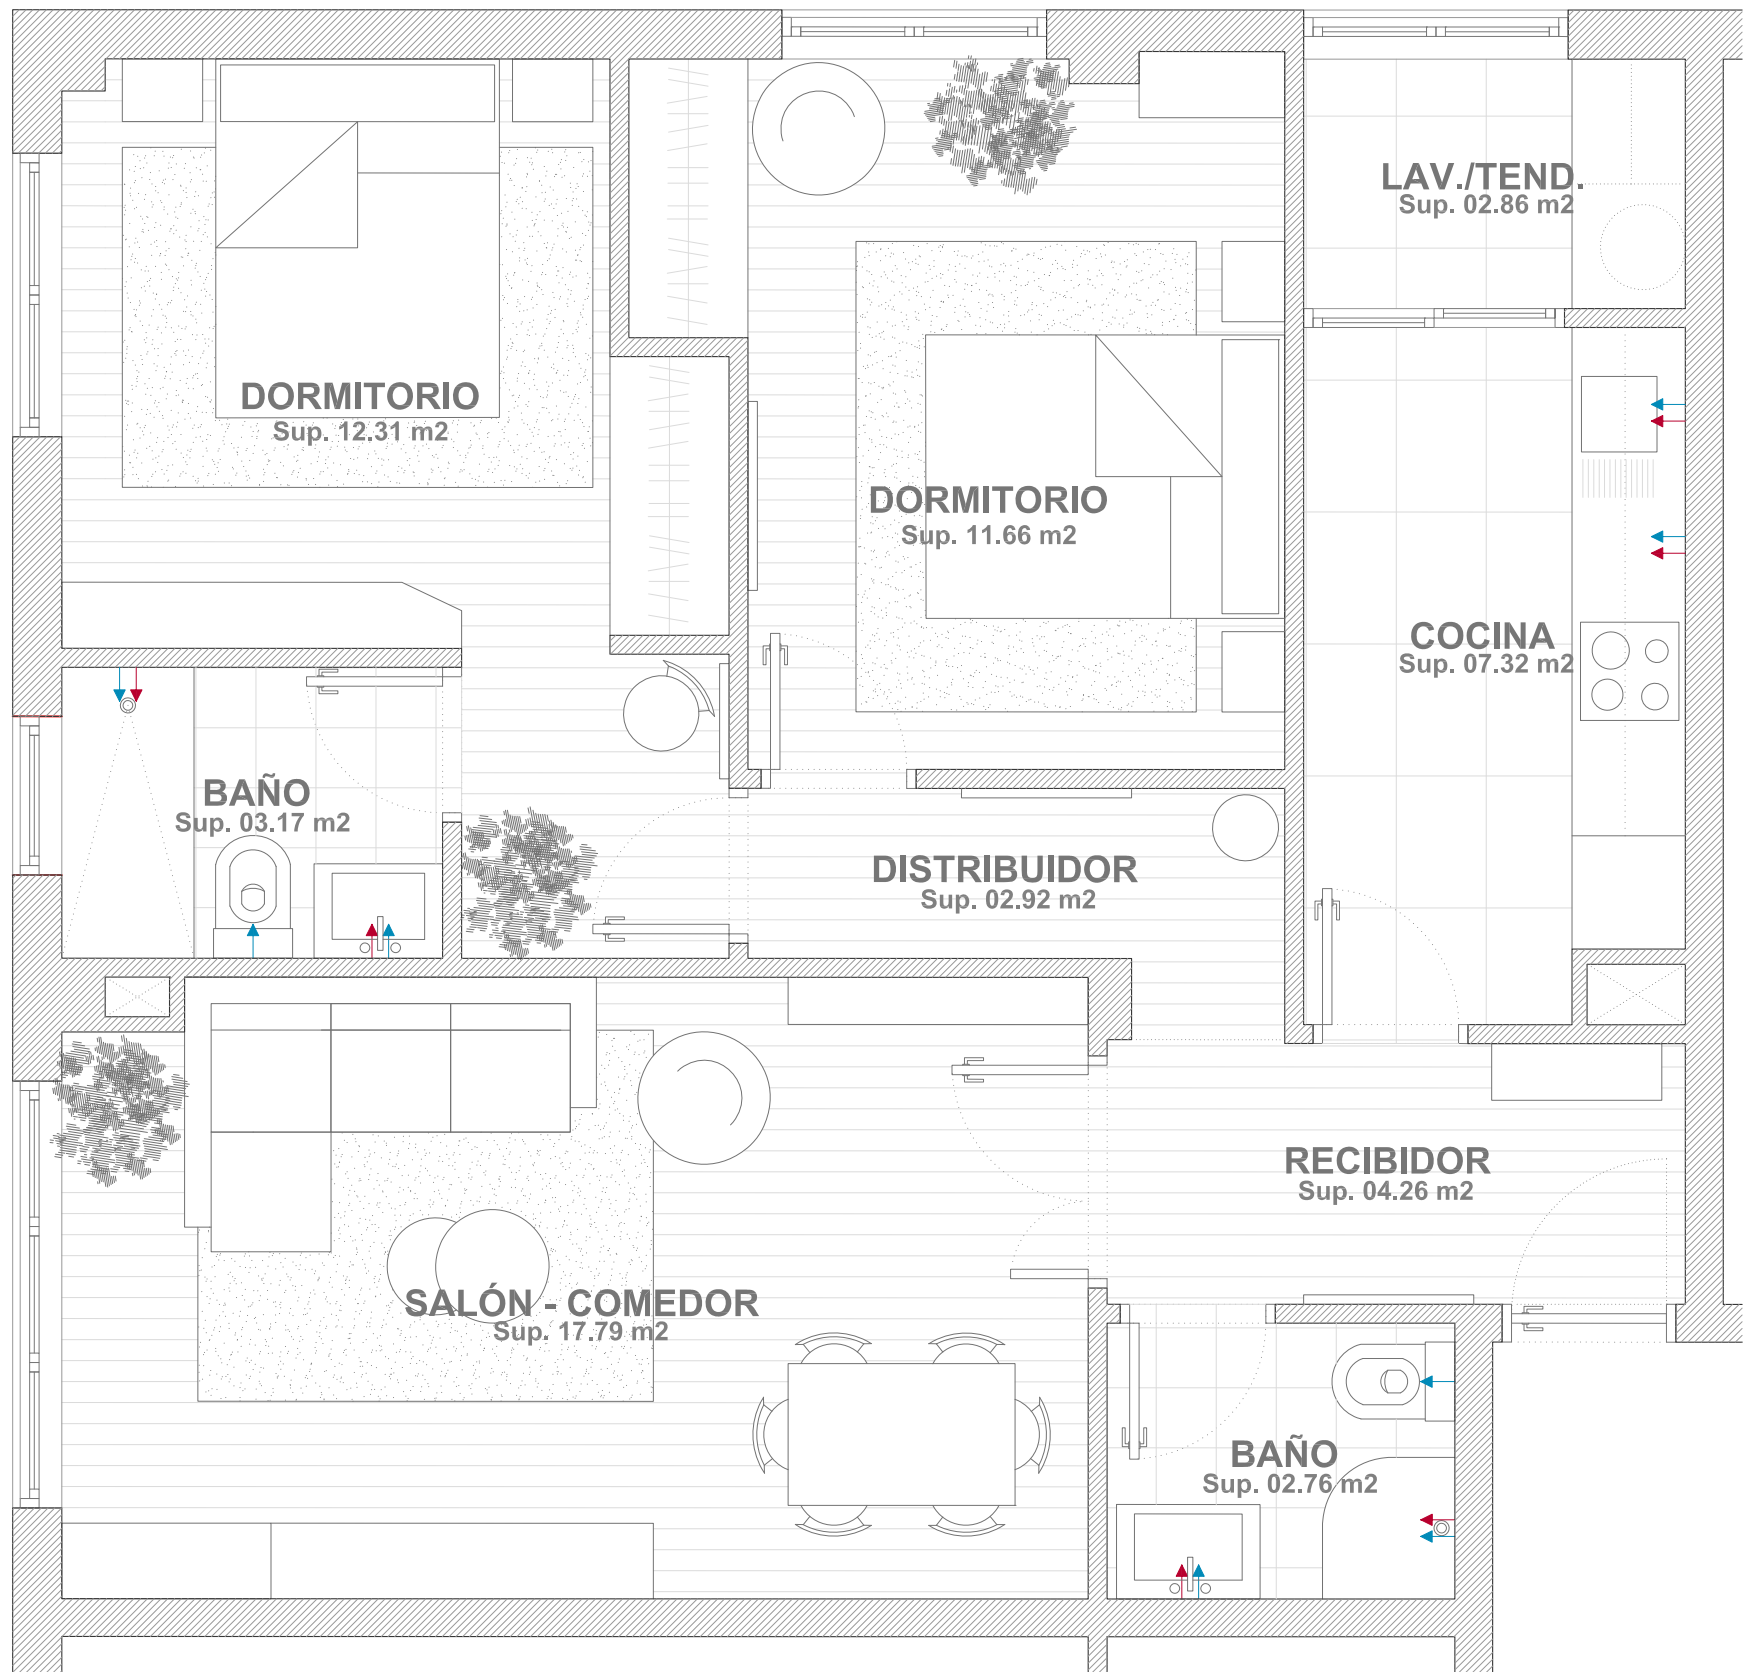 LAV./TEND.
Sup. 02.86 m2
DORMITORIO
Sup. 12.31 m2
DORMITORIO
Sup. 11.66 m2
COCINA
Sup. 07.32 m2
BAÑO
Sup. 03.17 m2
DISTRIBUIDOR
Sup. 02.92 m2
RECIBIDOR
Sup. 04.26 m2
SALÓN - COMEDOR
Sup. 17.79 m2
BAÑO
Sup. 02.76 m2